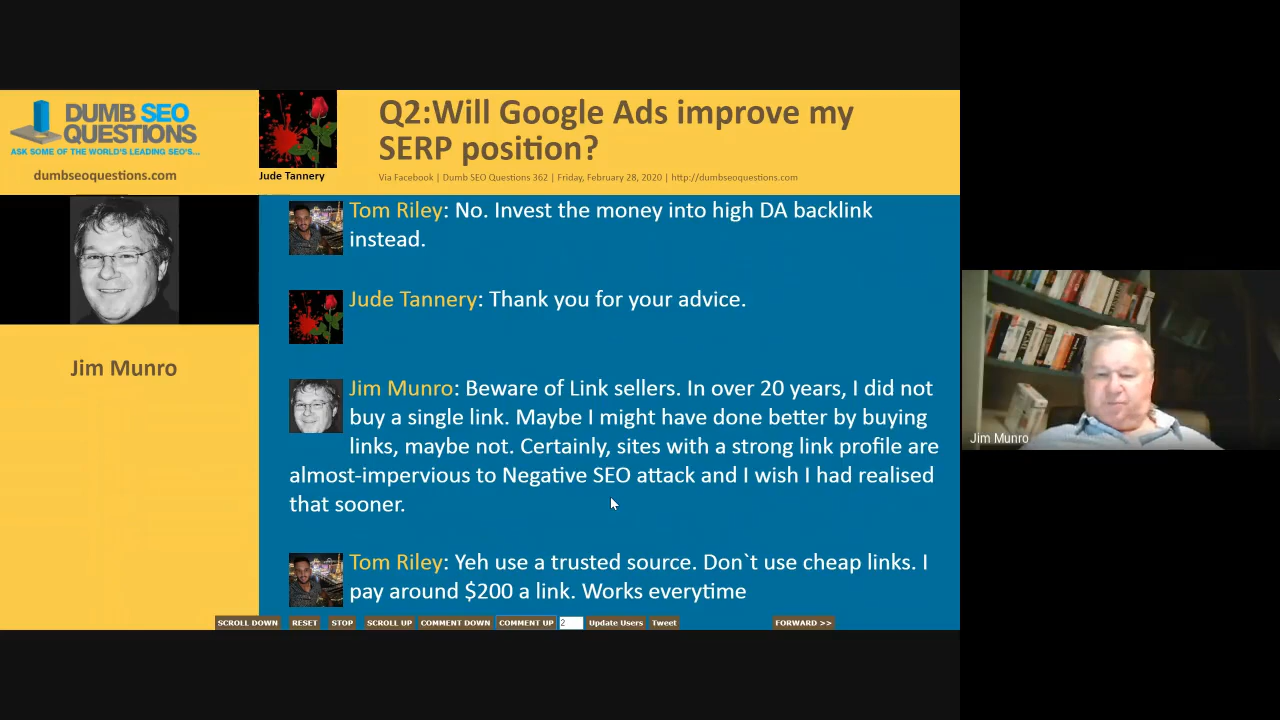 DUMB SEO
QUESTIONS
ASK SOME OF THE WORLD'S LEADING SEO'S...
dumbseoquestions.com
Jude Tannery
Q2:Will Google Ads improve my
SERP position?
Via Facebook | Dumb SEO Questions 362 | Friday, February 28, 2020 | http://dumbseoquestions.com
Jim Munro
Tom Riley: No. Invest the money into high DA backlink
instead.
Jude Tannery: Thank you for your advice.
Jim Munro: Beware of Link sellers. In over 20 years, I did not
buy a single link. Maybe I might have done better by buying
links, maybe not. Certainly, sites with a strong link profile are
almost-impervious to Negative SEO attack and I wish I had realised
that sooner.
Tom Riley: Yeh use a trusted source. Don`t use cheap links. I
pay around $200 a link. Works everytime
SCROLL DOWN RESET STOP SCROLL UP COMMENT DOWN COMMENT UP 2 Update Users Tweet FORWARD >>
Jim Munro